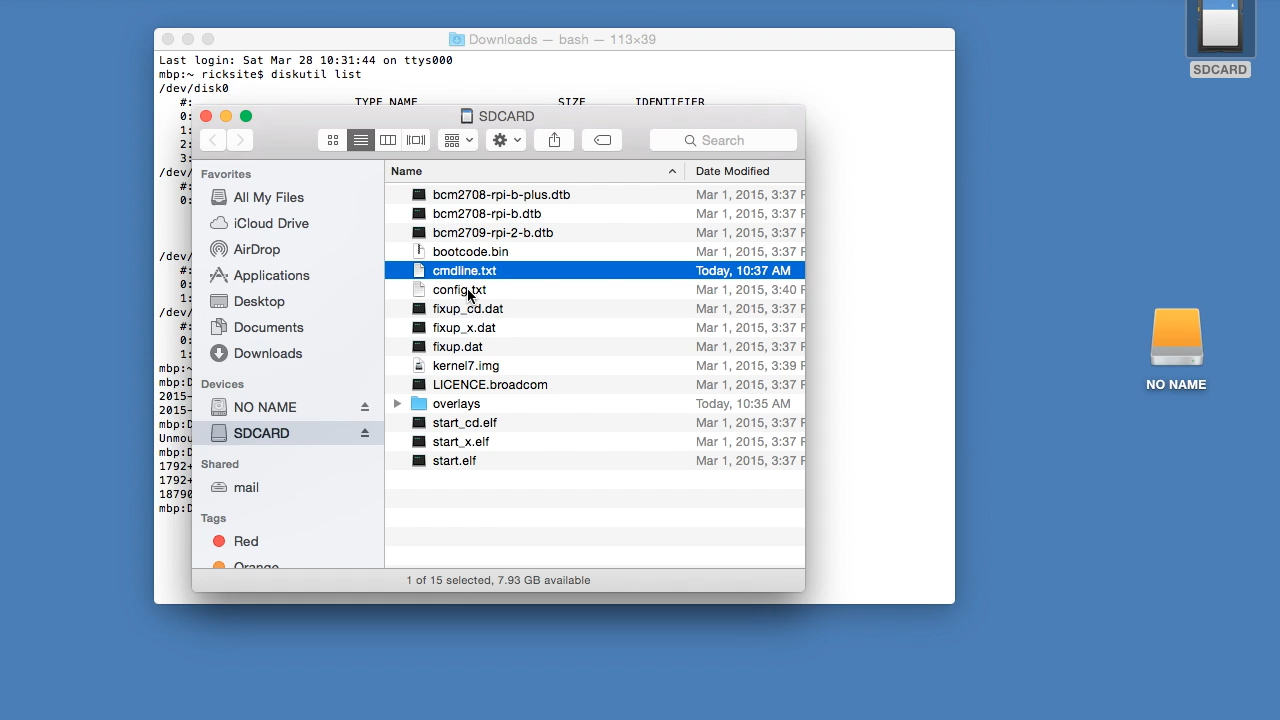 Downloads — bash — 113×39
SDCARD
Last login: Sat Mar 28 10:31:44 on ttys000
mbp:~ ricksite$ diskutil list
/dev/disk0
#: TYPE NAME SIZE IDENTIFIER
0:
1:
2:
3:
/dev/
#:
0:
/dev/
#:
0:
1:
/dev/
#:
0:
1:
mbp:~
mbp:D
2015-
2015-
mbp:D
Unmou
mbp:D
1792+
1792+
18790
mbp:D
SDCARD
Search
Favorites
All My Files
iCloud Drive
AirDrop
Applications
Desktop
Documents
Downloads
Devices
NO NAME
SDCARD
Shared
mail
Tags
Red
Orange
Name Date Modified
bcm2708-rpi-b-plus.dtb Mar 1, 2015, 3:37 P
bcm2708-rpi-b.dtb Mar 1, 2015, 3:37 P
bcm2709-rpi-2-b.dtb Mar 1, 2015, 3:37 P
bootcode.bin Mar 1, 2015, 3:37 P
cmdline.txt Today, 10:37 AM
config.txt Mar 1, 2015, 3:40 P
fixup_cd.dat Mar 1, 2015, 3:37 P
fixup_x.dat Mar 1, 2015, 3:37 P
fixup.dat Mar 1, 2015, 3:37 P
kernel7.img Mar 1, 2015, 3:39 P
LICENCE.broadcom Mar 1, 2015, 3:37 P
overlays Today, 10:35 AM
start_cd.elf Mar 1, 2015, 3:37 P
start_x.elf Mar 1, 2015, 3:37 P
start.elf Mar 1, 2015, 3:37 P
1 of 15 selected, 7.93 GB available
NO NAME